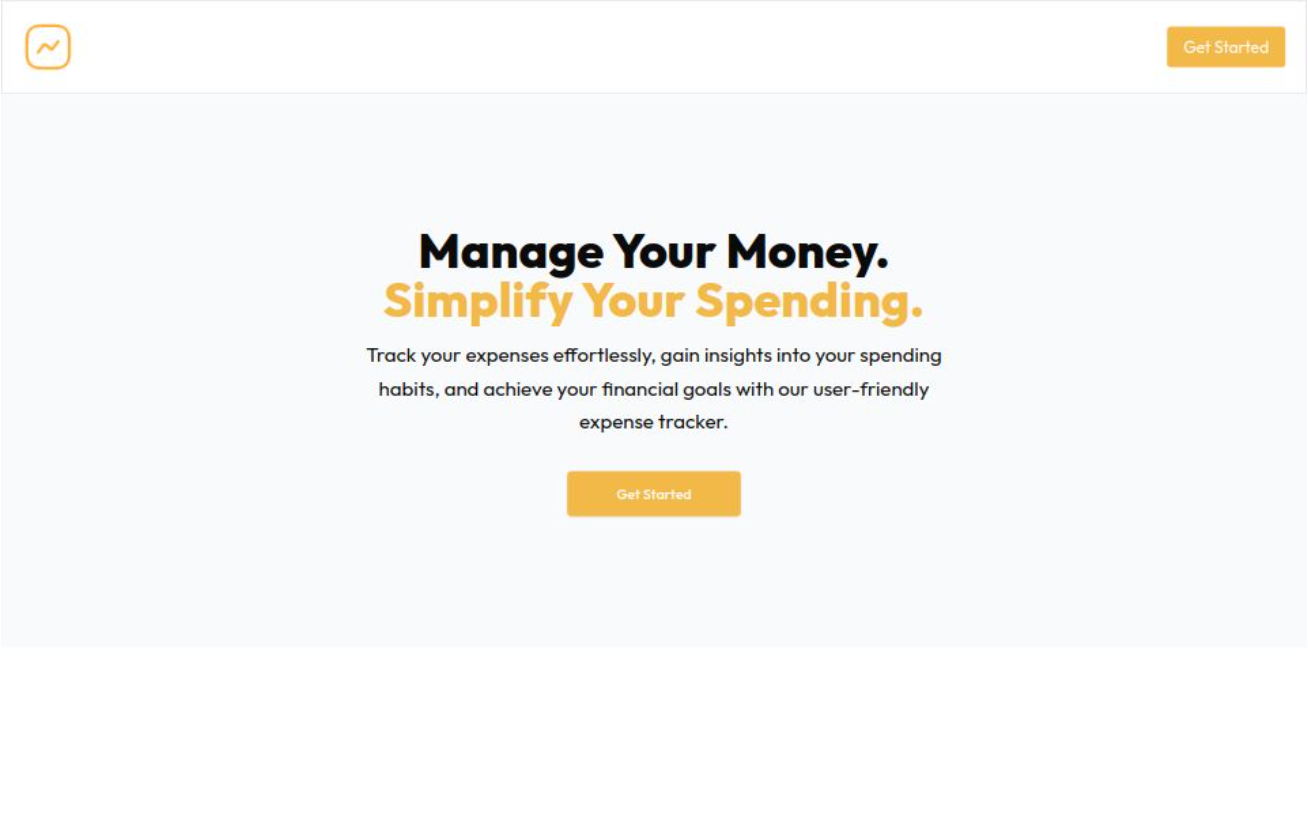 Get Started
Manage Your Money.
Simplify Your Spending.
Track your expenses effortlessly, gain insights into your spending
habits, and achieve your financial goals with our user-friendly
expense tracker.
Get Started